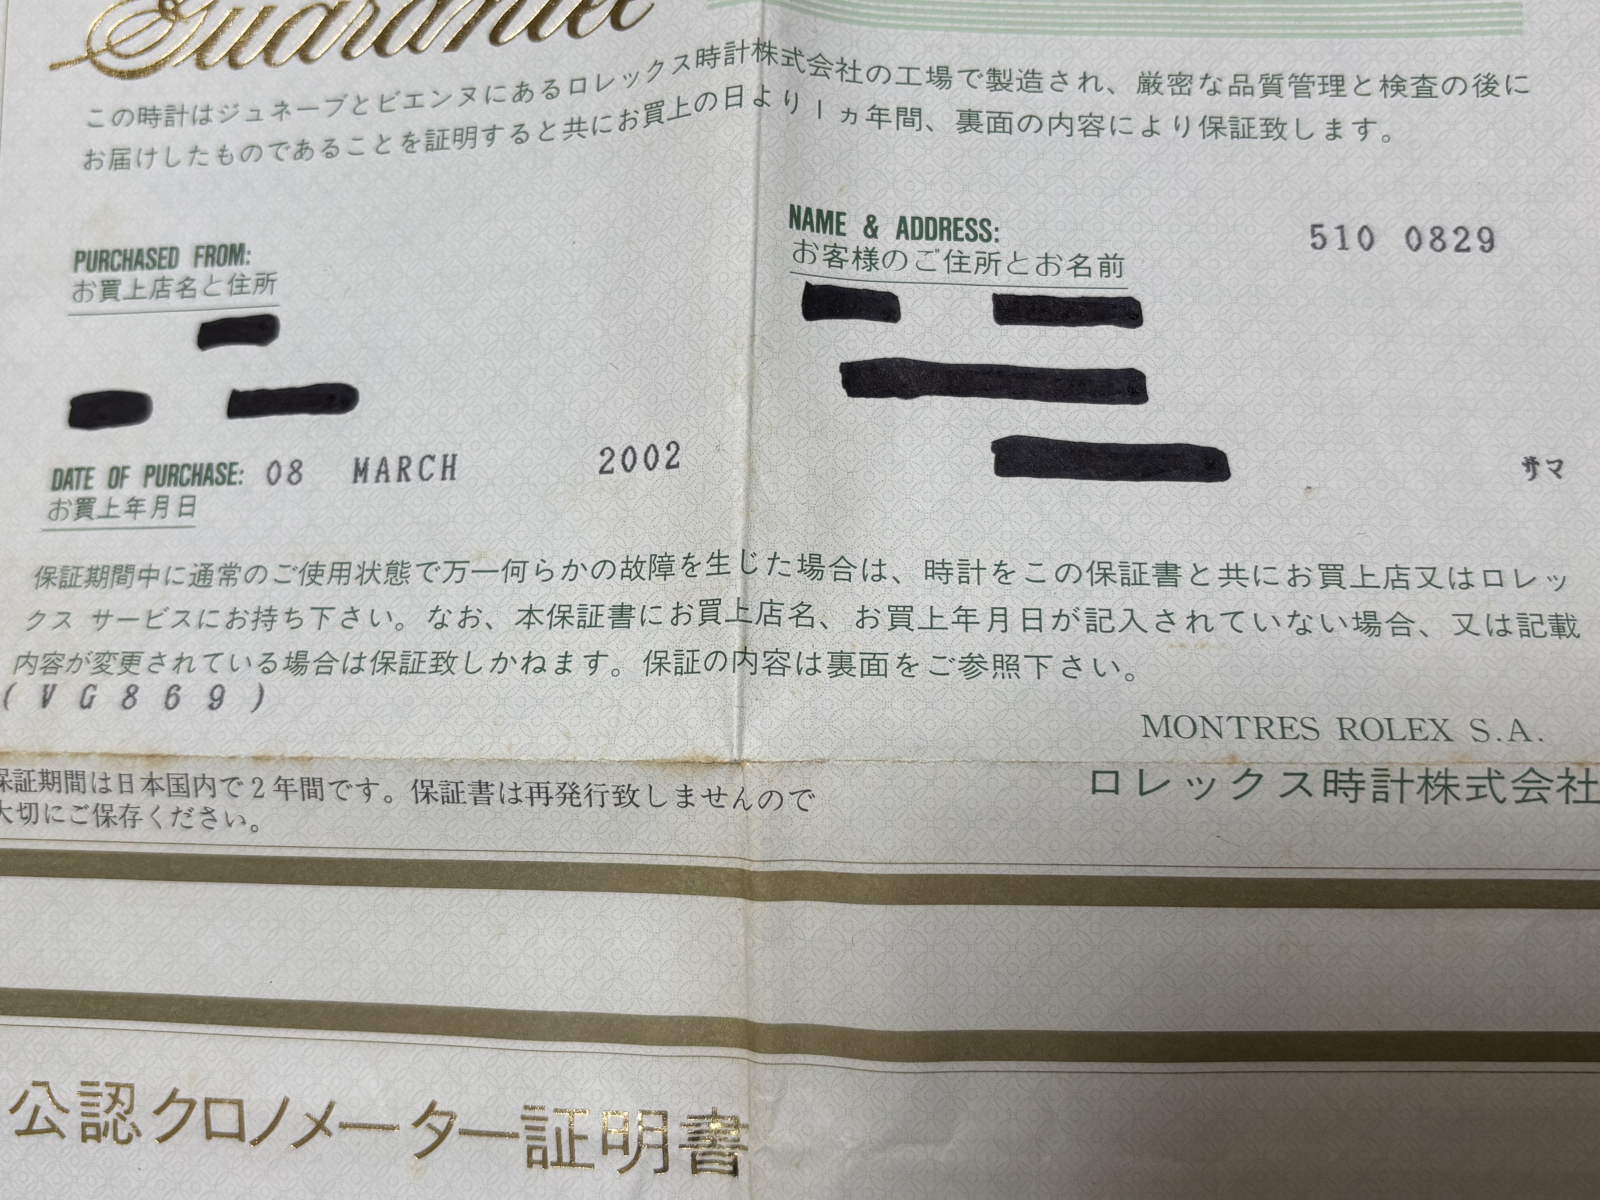 Guarantee
この時計はジュネーブとビエンヌにあるロレックス時計株式会社の工場で製造され、厳密な品質管理と検査の後に
お届けしたものであることを証明すると共にお買上の日より1ヵ年間、裏面の内容により保証致します。
PURCHASED FROM:
お買上店名と住所
NAME & ADDRESS:
お客様のご住所とお名前
510 0829
サマ
DATE OF PURCHASE: 08 MARCH 2002
お買上年月日
保証期間中に通常のご使用状態で万一何らかの故障を生じた場合は、時計をこの保証書と共にお買上店又はロレッ
クス サービスにお持ち下さい。なお、本保証書にお買上店名、お買上年月日が記入されていない場合、又は記載
内容が変更されている場合は保証致しかねます。保証の内容は裏面をご参照下さい。
(VG869)
MONTRES ROLEX S.A.
ロレックス時計株式会社
保証期間は日本国内で2年間です。保証書は再発行致しませんので
大切にご保存ください。
公認クロノメーター証明書